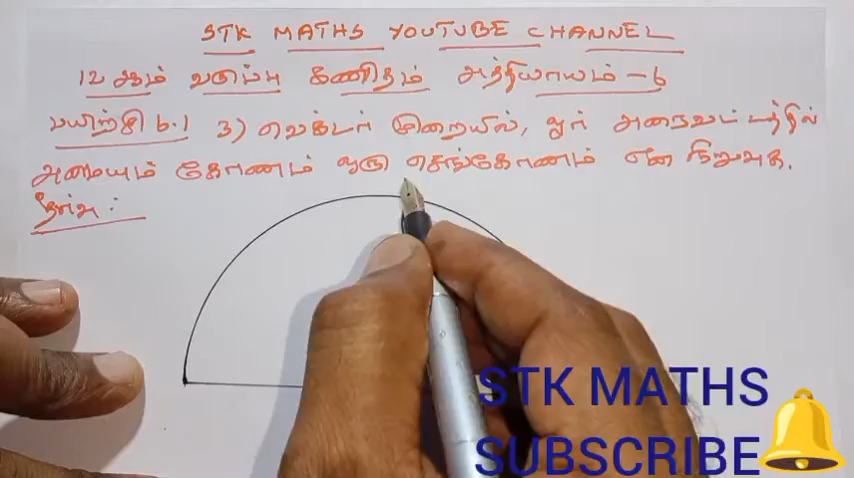 STK MATHS YOUTUBE CHANNEL
12 ஆம் வகுப்பு கணிதம் அத்தியாயம் - 6
பயிற்சி 6.1 3) வெக்டர் முறையில், ஓர் அரைவட்டத்தில்
அமையும் கோணம் ஒரு செங்கோணம் என நிறுவுக.
தீர்வு :
STK MATHS
SUBSCRIBE